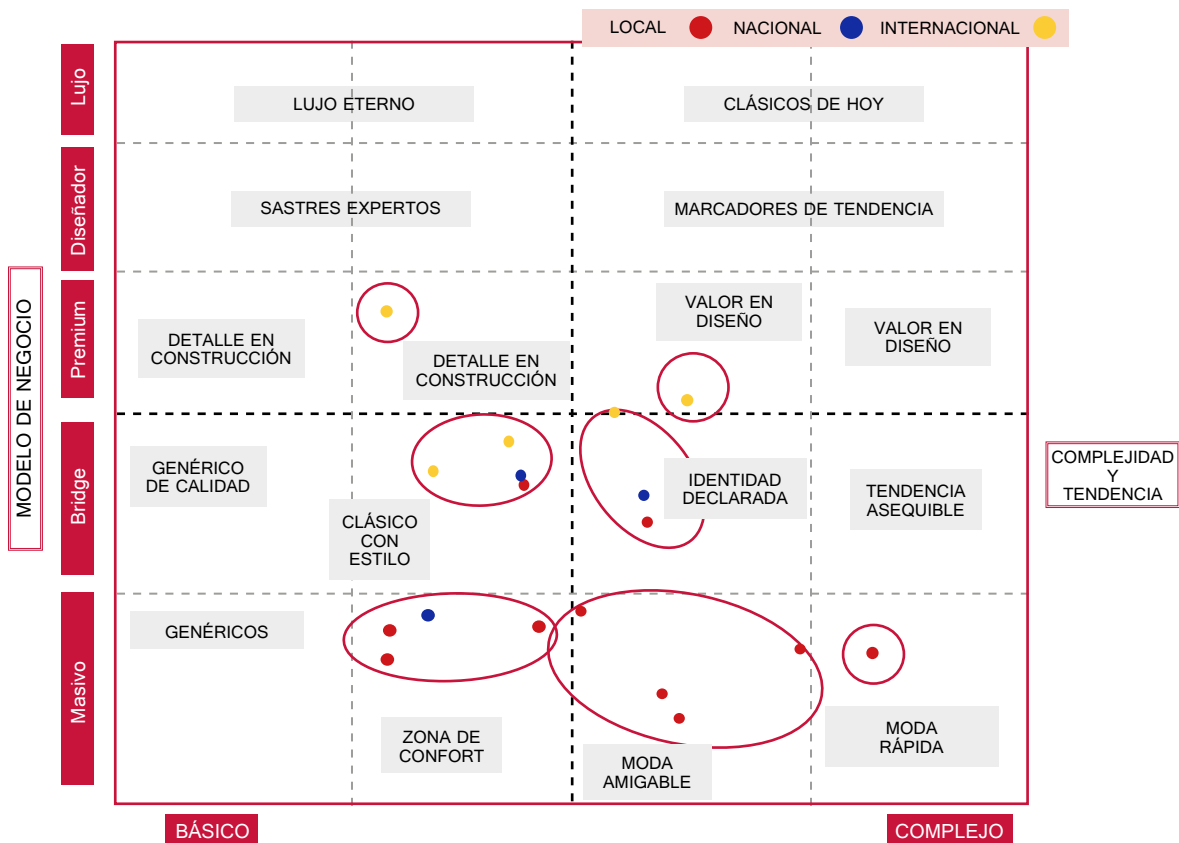 LOCAL
NACIONAL
INTERNACIONAL
Lujo
LUJO ETERNO
CLÁSICOS DE HOY
Diseñador
SASTRES EXPERTOS
MARCADORES DE TENDENCIA
MODELO DE NEGOCIO
Premium
DETALLE EN
CONSTRUCCIÓN
DETALLE EN
CONSTRUCCIÓN
VALOR EN
DISEÑO
VALOR EN
DISEÑO
Bridge
GENÉRICO
DE CALIDAD
CLÁSICO
CON
ESTILO
IDENTIDAD
DECLARADA
TENDENCIA
ASEQUIBLE
COMPLEJIDAD
Y
TENDENCIA
Masivo
GENÉRICOS
ZONA DE
CONFORT
MODA
AMIGABLE
MODA
RÁPIDA
BÁSICO
COMPLEJO